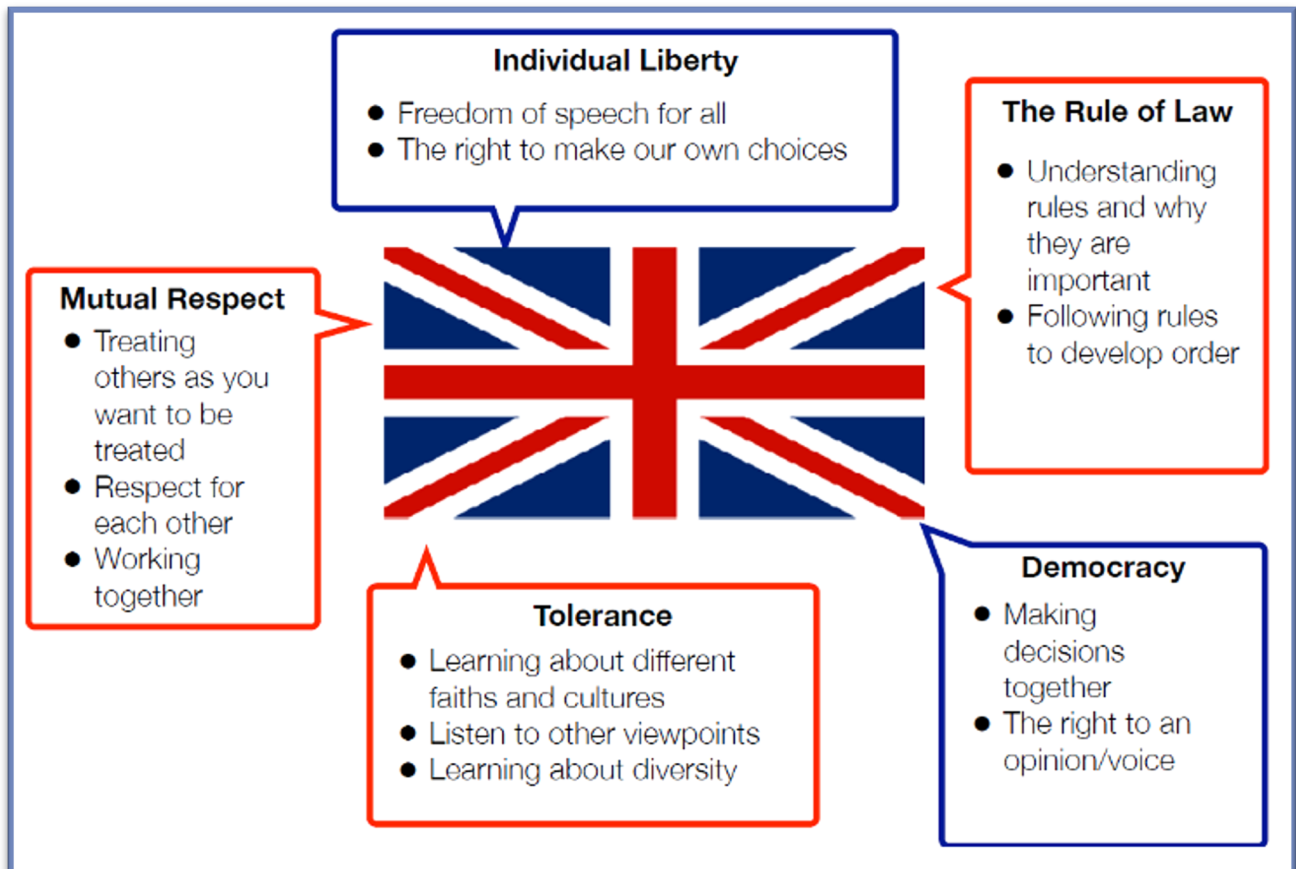 Individual Liberty
● Freedom of speech for all
● The right to make our own choices
The Rule of Law
● Understanding
rules and why
they are
important
● Following rules
to develop order
Mutual Respect
● Treating
others as you
want to be
treated
● Respect for
each other
● Working
together
Tolerance
● Learning about different
faiths and cultures
● Listen to other viewpoints
● Learning about diversity
Democracy
● Making
decisions
together
● The right to an
opinion/voice